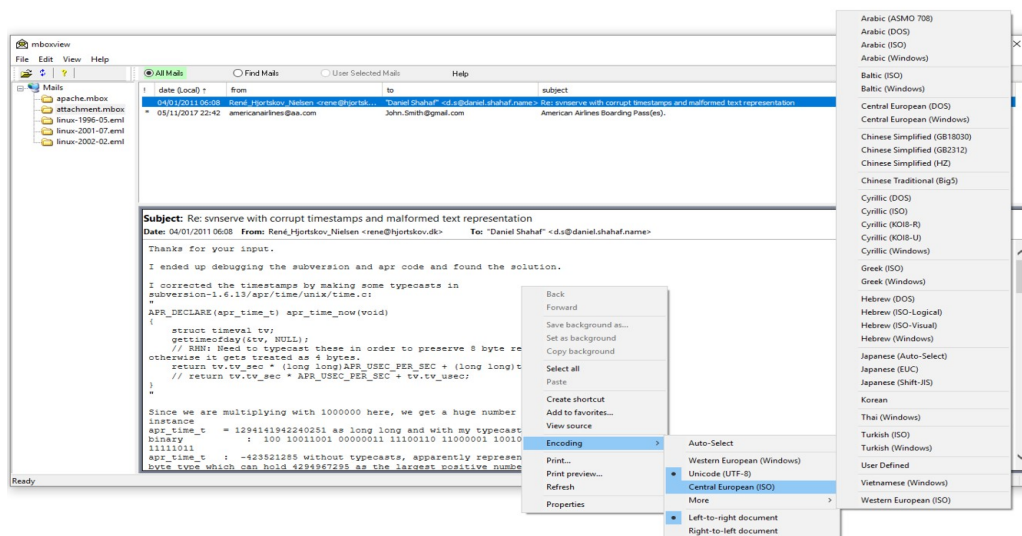 mboxview
File Edit View Help
All Mails Find Mails User Selected Mails Help
Mails
apache.mbox
attachment.mbox
linux-1996-05.eml
linux-2001-07.eml
linux-2002-02.eml
! date (Local) ↑ from to subject
04/01/2011 06:08 René_Hjortskov_Nielsen <rene@hjortsk... "Daniel Shahaf" <d.s@daniel.shahaf.name> Re: svnserve with corrupt timestamps and malformed text representation
* 05/11/2017 22:42 americanairlines@aa.com John.Smith@gmail.com American Airlines Boarding Pass(es).
Subject: Re: svnserve with corrupt timestamps and malformed text representation
Date: 04/01/2011 06:08 From: René_Hjortskov_Nielsen <rene@hjortskov.dk> To: "Daniel Shahaf" <d.s@daniel.shahaf.name>
Thanks for your input.
I ended up debugging the subversion and apr code and found the solution.
I corrected the timestamps by making some typecasts in
subversion-1.6.13/apr/time/unix/time.c:
"
APR_DECLARE(apr_time_t) apr_time_now(void)
{
struct timeval tv;
gettimeofday(&tv, NULL);
// RHN: Need to typecast these in order to preserve 8 byte re
otherwise it gets treated as 4 bytes.
return tv.tv_sec * (long long)APR_USEC_PER_SEC + (long long)t
// return tv.tv_sec * APR_USEC_PER_SEC + tv.tv_usec;
}
"
Since we are multiplying with 1000000 here, we get a huge number
instance
apr_time_t = 1294141942240251 as long long and with my typecast
binary : 100 10011001 00000011 11100110 11000001 10010
11111011
apr_time_t : -423521285 without typecasts, apparently represen
byte type which can hold 4294967295 as the largest positive numbe
Ready
Back
Forward
Save background as...
Set as background
Copy background
Select all
Paste
Create shortcut
Add to favorites...
View source
Encoding
Print...
Print preview...
Refresh
Properties
Auto-Select
Western European (Windows)
Unicode (UTF-8)
Central European (ISO)
More
Left-to-right document
Right-to-left document
Arabic (ASMO 708)
Arabic (DOS)
Arabic (ISO)
Arabic (Windows)
Baltic (ISO)
Baltic (Windows)
Central European (DOS)
Central European (Windows)
Chinese Simplified (GB18030)
Chinese Simplified (GB2312)
Chinese Simplified (HZ)
Chinese Traditional (Big5)
Cyrillic (DOS)
Cyrillic (ISO)
Cyrillic (KOI8-R)
Cyrillic (KOI8-U)
Cyrillic (Windows)
Greek (ISO)
Greek (Windows)
Hebrew (DOS)
Hebrew (ISO-Logical)
Hebrew (ISO-Visual)
Hebrew (Windows)
Japanese (Auto-Select)
Japanese (EUC)
Japanese (Shift-JIS)
Korean
Thai (Windows)
Turkish (ISO)
Turkish (Windows)
User Defined
Vietnamese (Windows)
Western European (ISO)